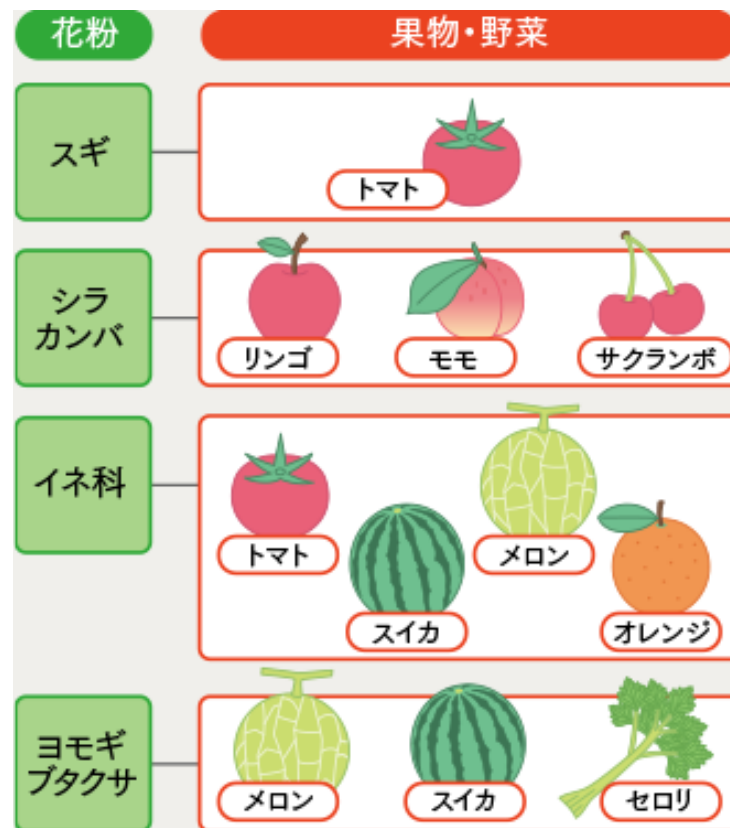 花粉
果物・野菜
スギ
トマト
シラ
カンバ
リンゴ
モモ
サクランボ
イネ科
トマト
メロン
スイカ
オレンジ
ヨモギ
ブタクサ
メロン
スイカ
セロリ